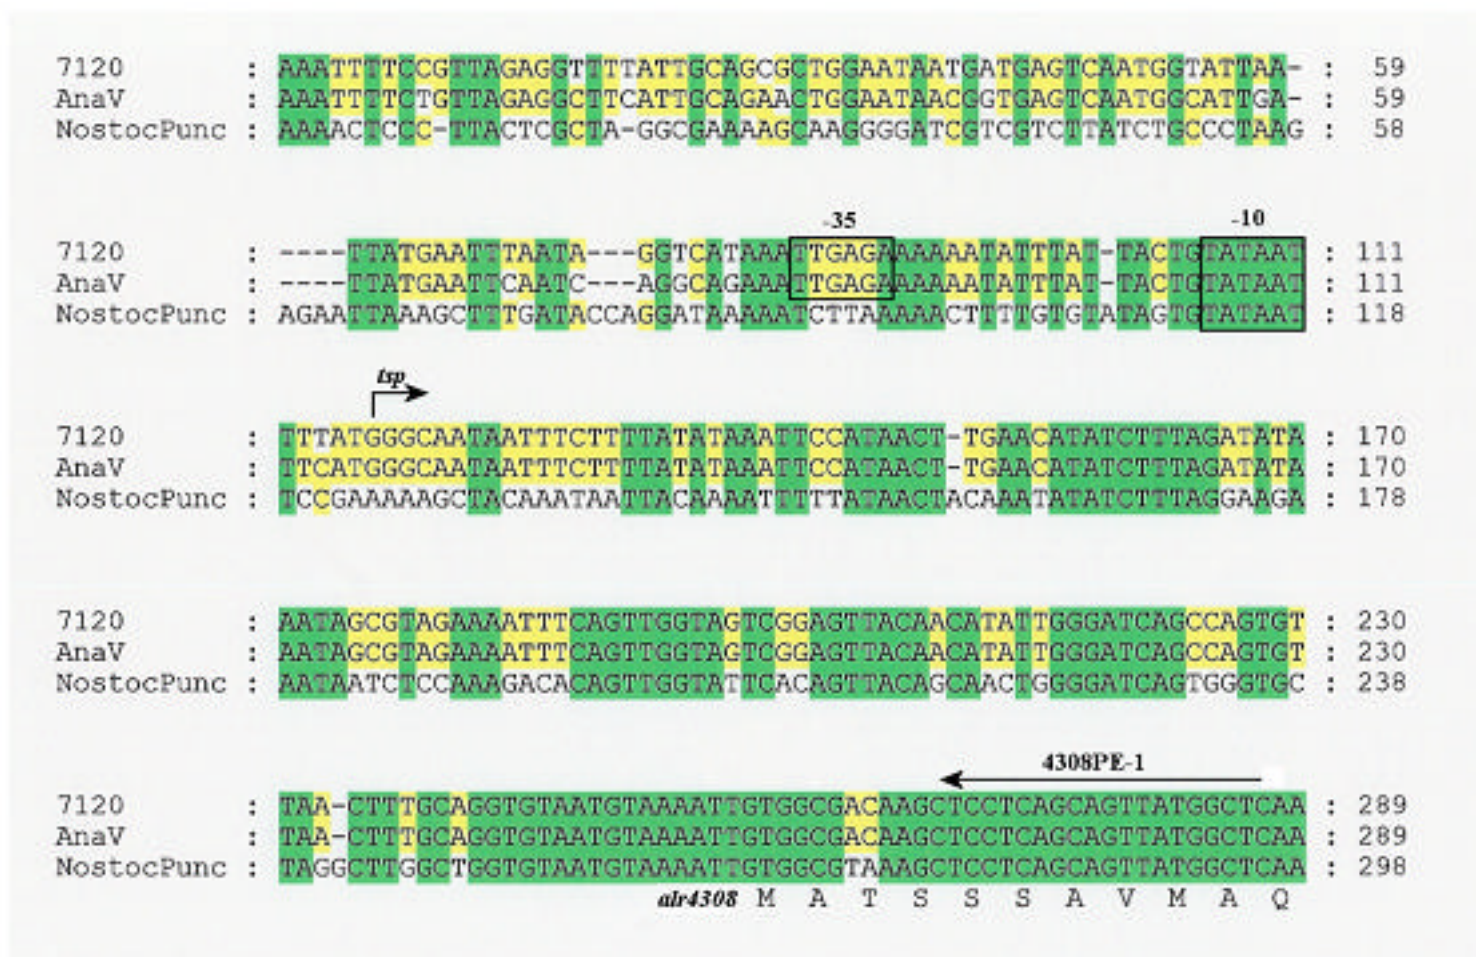 7120 : AAATTTTCCGTTAGAGGTTTTATTGCAGCGCTGGAATAATGATGAGTCAATGGTATTAA- : 59
AnaV : AAATTTTCTGTTAGAGGCTTCATTGCAGAACTGGAATAACGGTGAGTCAATGGCATTGA- : 59
NostocPunc : AAAACTCCC-TTACTCGCTA-GGCGAAAAGCAAGGGGATCGTCGTCTTATCTGCCCTAAG : 58
-35 -10
7120 : ----TTATGAATTTAATA---GGTCATAAATTGAGAAAAAATATTTAT-TACTGTATAAT : 111
AnaV : ----TTATGAATTCAATC---AGGCAGAAATTGAGAAAAAATATTTAT-TACTGTATAAT : 111
NostocPunc : AGAATTAAAGCTTTGATACCAGGATAAAAATCTTAAAAACTTTTGTGTATAGTGTATAAT : 118
tsp
7120 : TTTATGGGCAATAATTTCTTTTATATAAATTCCATAACT-TGAACATATCTTTAGATATA : 170
AnaV : TTCATGGGCAATAATTTCTTTTATATAAATTCCATAACT-TGAACATATCTTTAGATATA : 170
NostocPunc : TCCGAAAAAGCTACAAATAATTACAAAATTTTTATAACTACAAATATATCTTTAGGAAGA : 178
7120 : AATAGCGTAGAAAATTTCAGTTGGTAGTCGGAGTTACAACATATTGGGATCAGCCAGTGT : 230
AnaV : AATAGCGTAGAAAATTTCAGTTGGTAGTCGGAGTTACAACATATTGGGATCAGCCAGTGT : 230
NostocPunc : AATAATCTCCAAAGACACAGTTGGTATTCACAGTTACAGCAACTGGGGATCAGTGGGTGC : 238
4308PE-1
7120 : TAA-CTTTGCAGGTGTAATGTAAAATTGTGGCGACAAGCTCCTCAGCAGTTATGGCTCAA : 289
AnaV : TAA-CTTTGCAGGTGTAATGTAAAATTGTGGCGACAAGCTCCTCAGCAGTTATGGCTCAA : 289
NostocPunc : TAGGCTTGGCTGGTGTAATGTAAAATTGTGGCGTAAAGCTCCTCAGCAGTTATGGCTCAA : 298
alr4308 M A T S S S A V M A Q